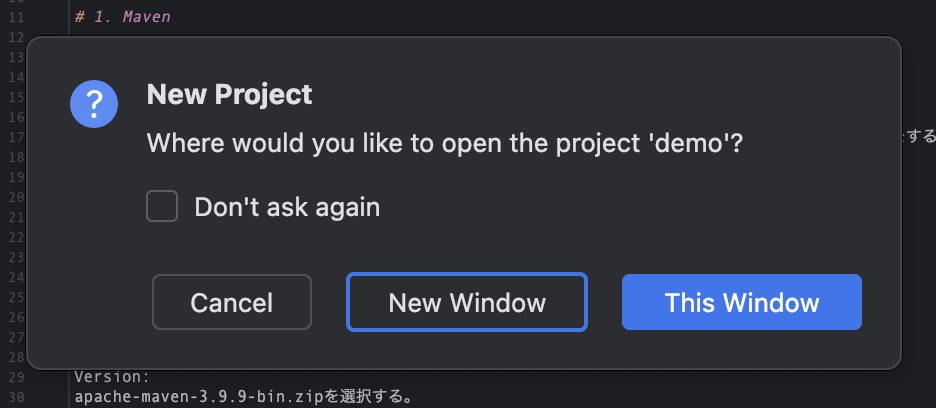 11 # 1. Maven
12
13
14
15
16
17
18
19
20
21
22
23
24
25
26
27
28
29 Version:
30 apache-maven-3.9.9-bin.zipを選択する。
New Project
Where would you like to open the project 'demo'?
Don't ask again
Cancel
New Window
This Window
する